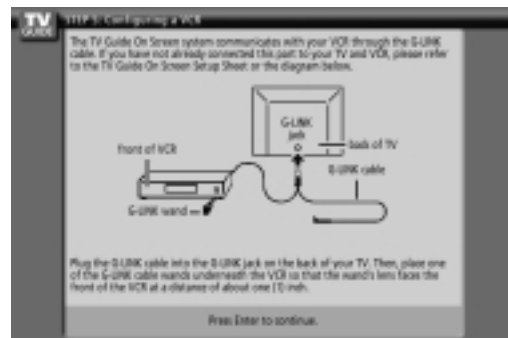 TV
GUIDE
STEP 3: Configuring a VCR
The TV Guide On Screen system communicates with your VCR through the G-LINK
cable. If you have not already connected this part to your TV and VCR, please refer
to the TV Guide On Screen Setup Sheet or the diagram below.
G-LINK
jack
front of VCR
back of TV
G-LINK cable
G-LINK wand
Plug the G-LINK cable into the G-LINK jack on the back of your TV. Then, place one
of the G-LINK cable wands underneath the VCR so that the wand's lens faces the
front of the VCR at a distance of about one (1) inch.
Press Enter to continue.